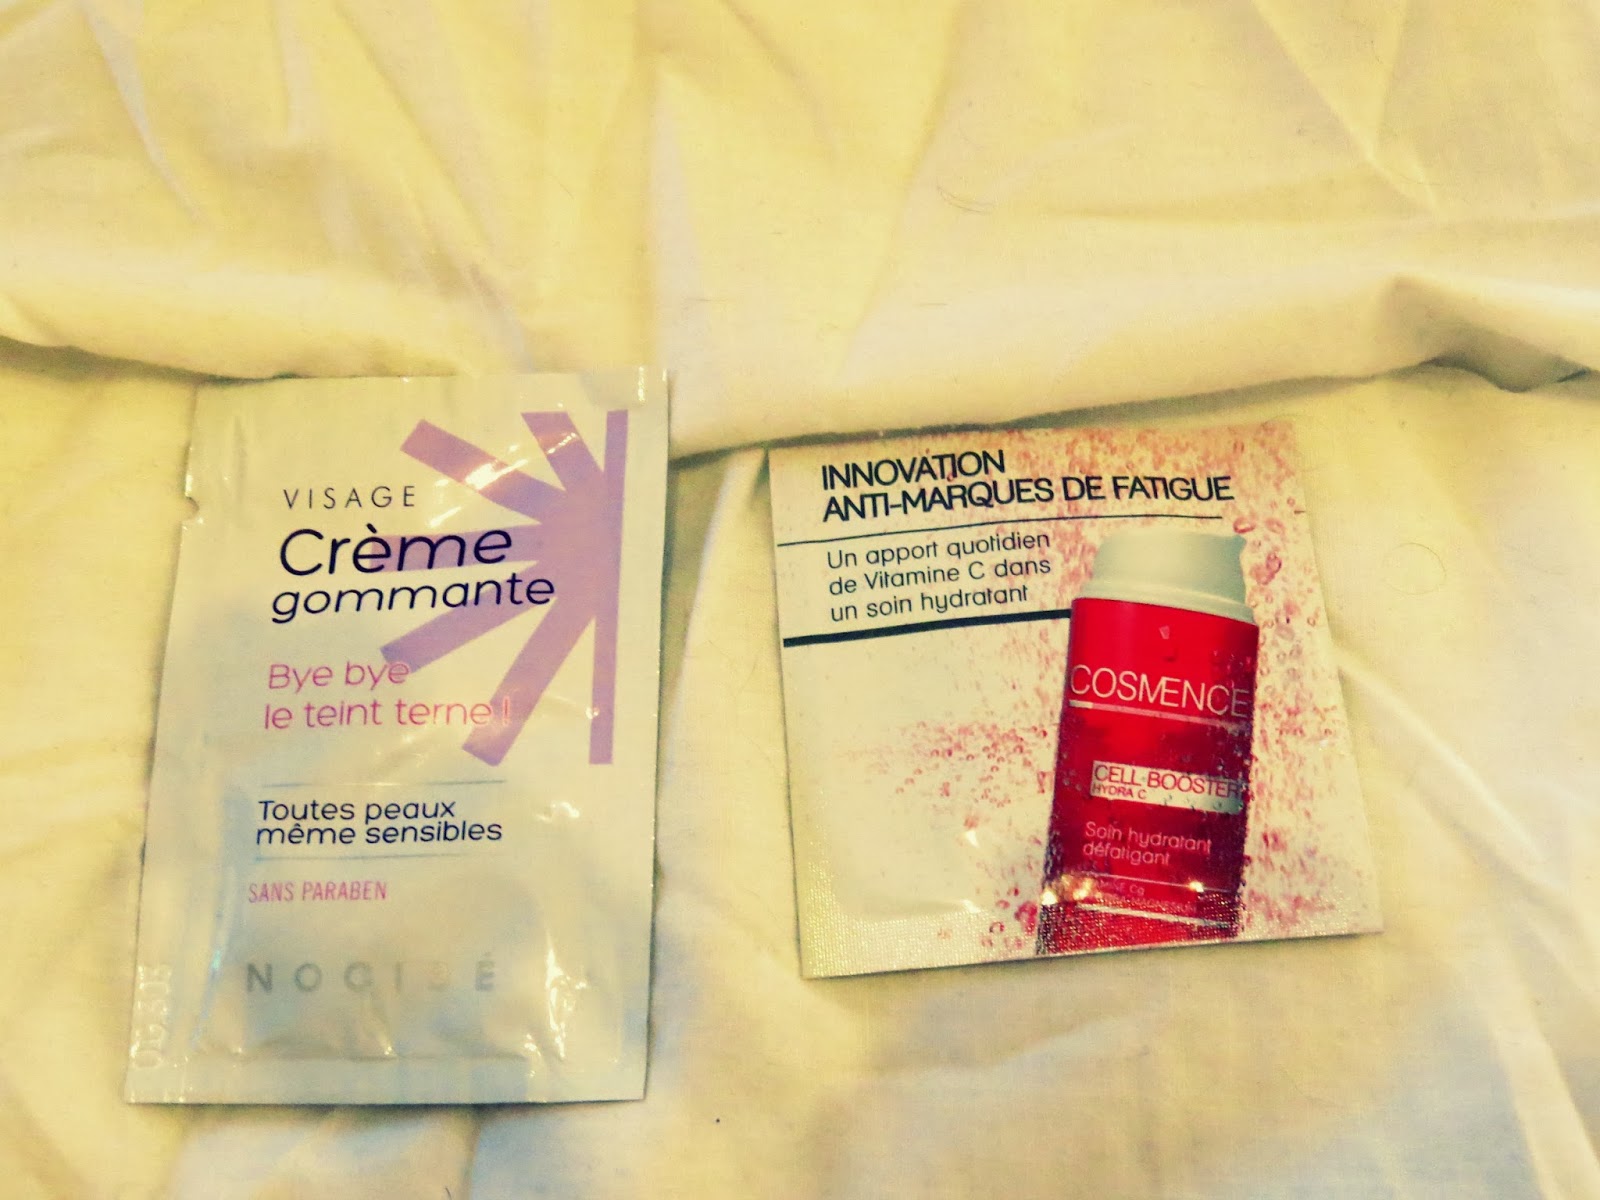 VISAGE
Crème
gommante
Bye bye
le teint terne !
Toutes peaux
même sensibles
SANS PARABEN
NOGIDÉ
INNOVATION
ANTI-MARQUES DE FATIGUE
Un apport quotidien
de Vitamine C dans
un soin hydratant
COSMENCE
CELL BOOSTER
HYDRA C
Soin hydratant
défatigant